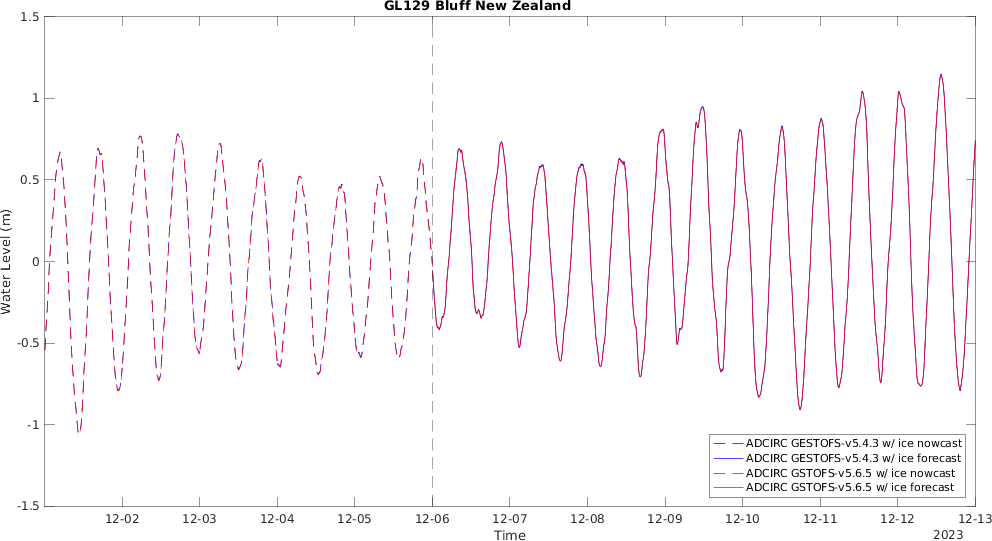 GL129 Bluff New Zealand
1.5
1
0.5
0
-0.5
-1
-1.5
Water Level (m)
12-02 12-03 12-04 12-05 12-06 12-07 12-08 12-09 12-10 12-11 12-12 12-13
Time
2023
ADCIRC GESTOFS-v5.4.3 w/ ice nowcast
ADCIRC GESTOFS-v5.4.3 w/ ice forecast
ADCIRC GSTOFS-v5.6.5 w/ ice nowcast
ADCIRC GSTOFS-v5.6.5 w/ ice forecast